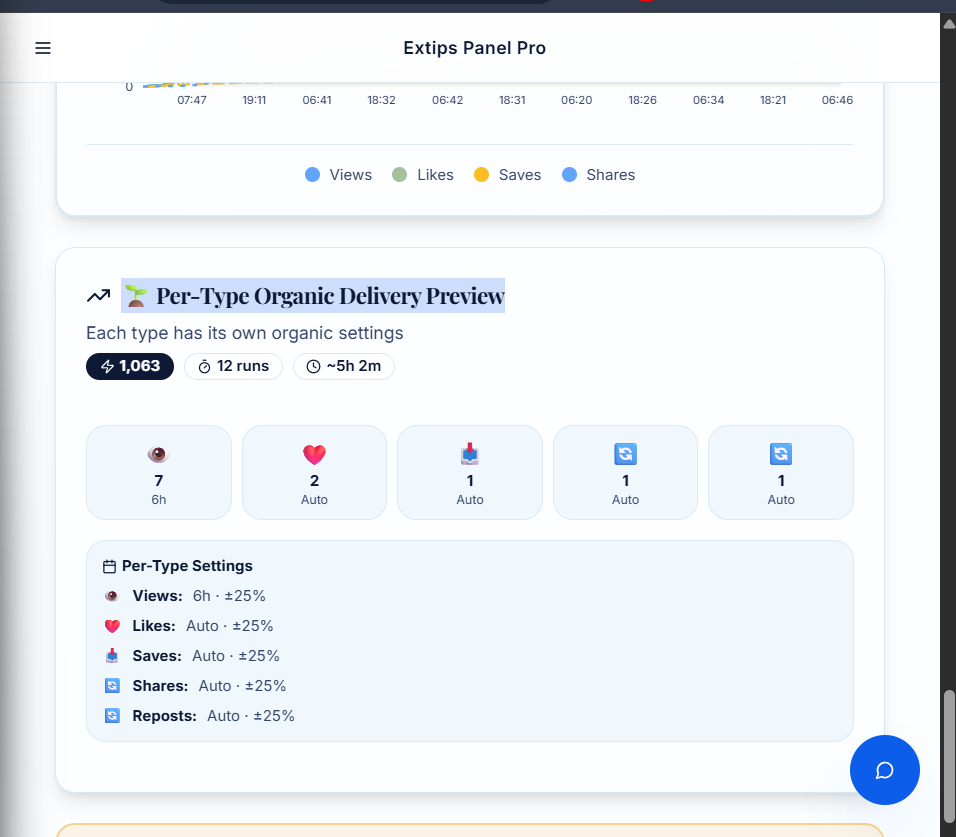 Extips Panel Pro
0
07:47 19:11 06:41 18:32 06:42 18:31 06:20 18:26 06:34 18:21 06:46
Views Likes Saves Shares
🌱 Per-Type Organic Delivery Preview
Each type has its own organic settings
1,063 12 runs ~5h 2m
7 2 1 1 1
6h Auto Auto Auto Auto
Per-Type Settings
Views: 6h · ±25%
Likes: Auto · ±25%
Saves: Auto · ±25%
Shares: Auto · ±25%
Reposts: Auto · ±25%